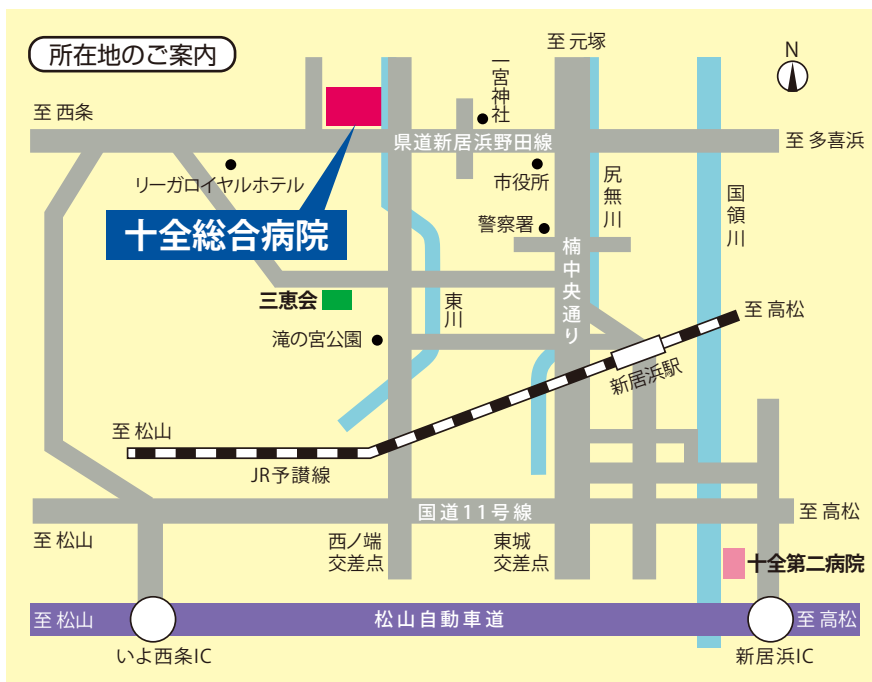 所在地のご案内
至 元塚
N
一宮神社
至 西条
県道新居浜野田線
至 多喜浜
リーガロイヤルホテル
市役所
尻無川
国領川
十全総合病院
警察署
楠中央通り
三恵会
東川
至 高松
滝の宮公園
新居浜駅
至 松山
JR予讃線
国道11号線
至 高松
至 松山
西ノ端
交差点
東城
交差点
十全第二病院
至 松山
松山自動車道
至 高松
いよ西条IC
新居浜IC